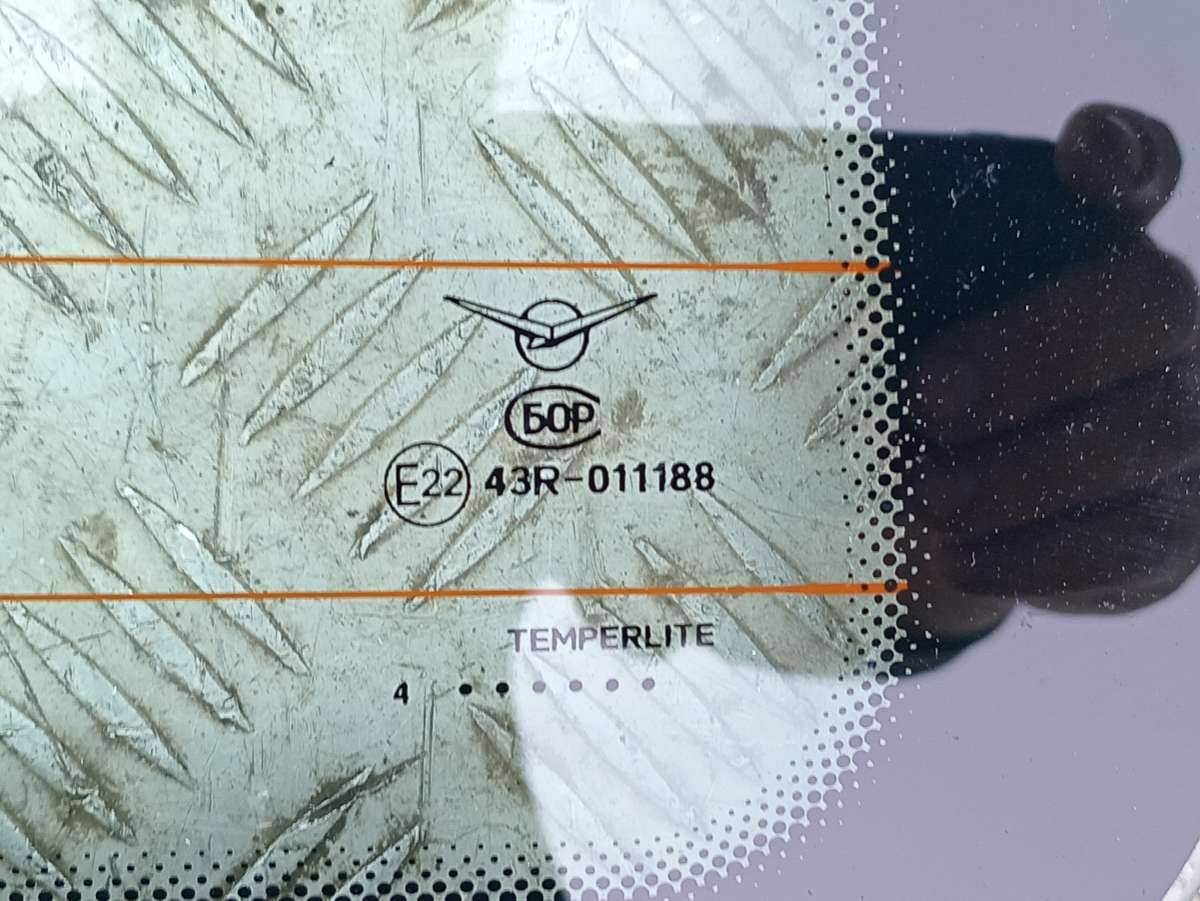 БОР
E22 43R-011188
TEMPERLITE
4 • • • • • •